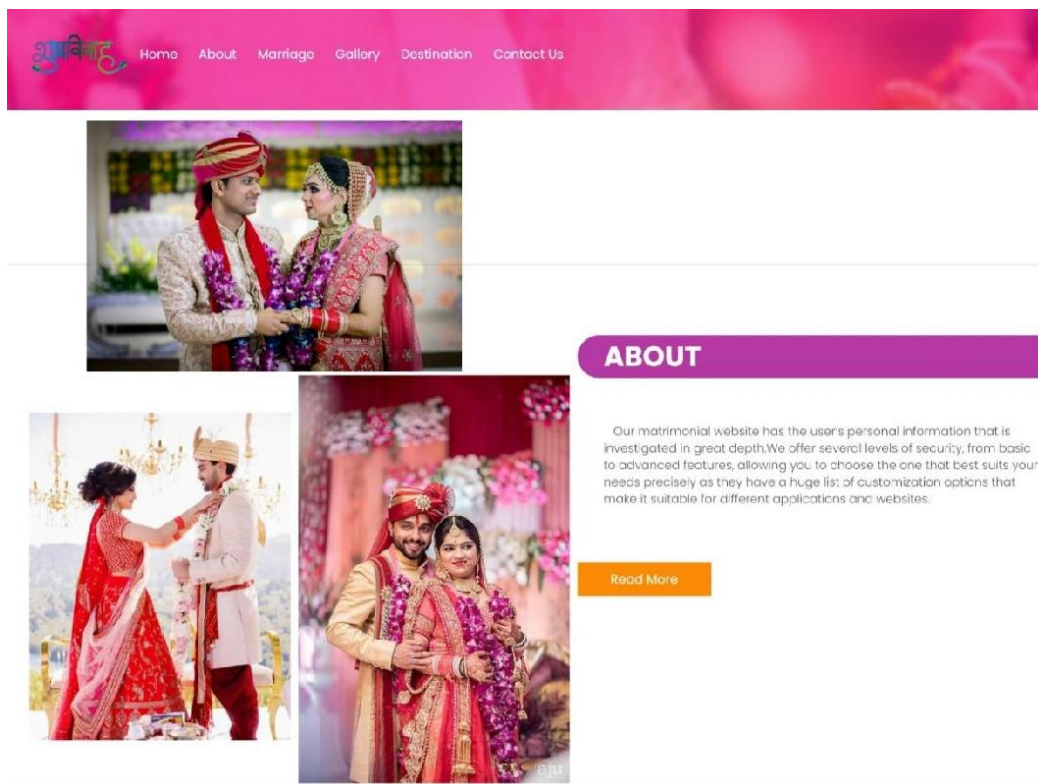 शुभविवाह
Home About Marriage Gallery Destination Contact Us
ABOUT
Our matrimonial website has the user's personal information that is
investigated in great depth.We offer several levels of security, from basic
to advanced features, allowing you to choose the one that best suits your
needs precisely as they have a huge list of customization options that
make it suitable for different applications and websites.
Read More